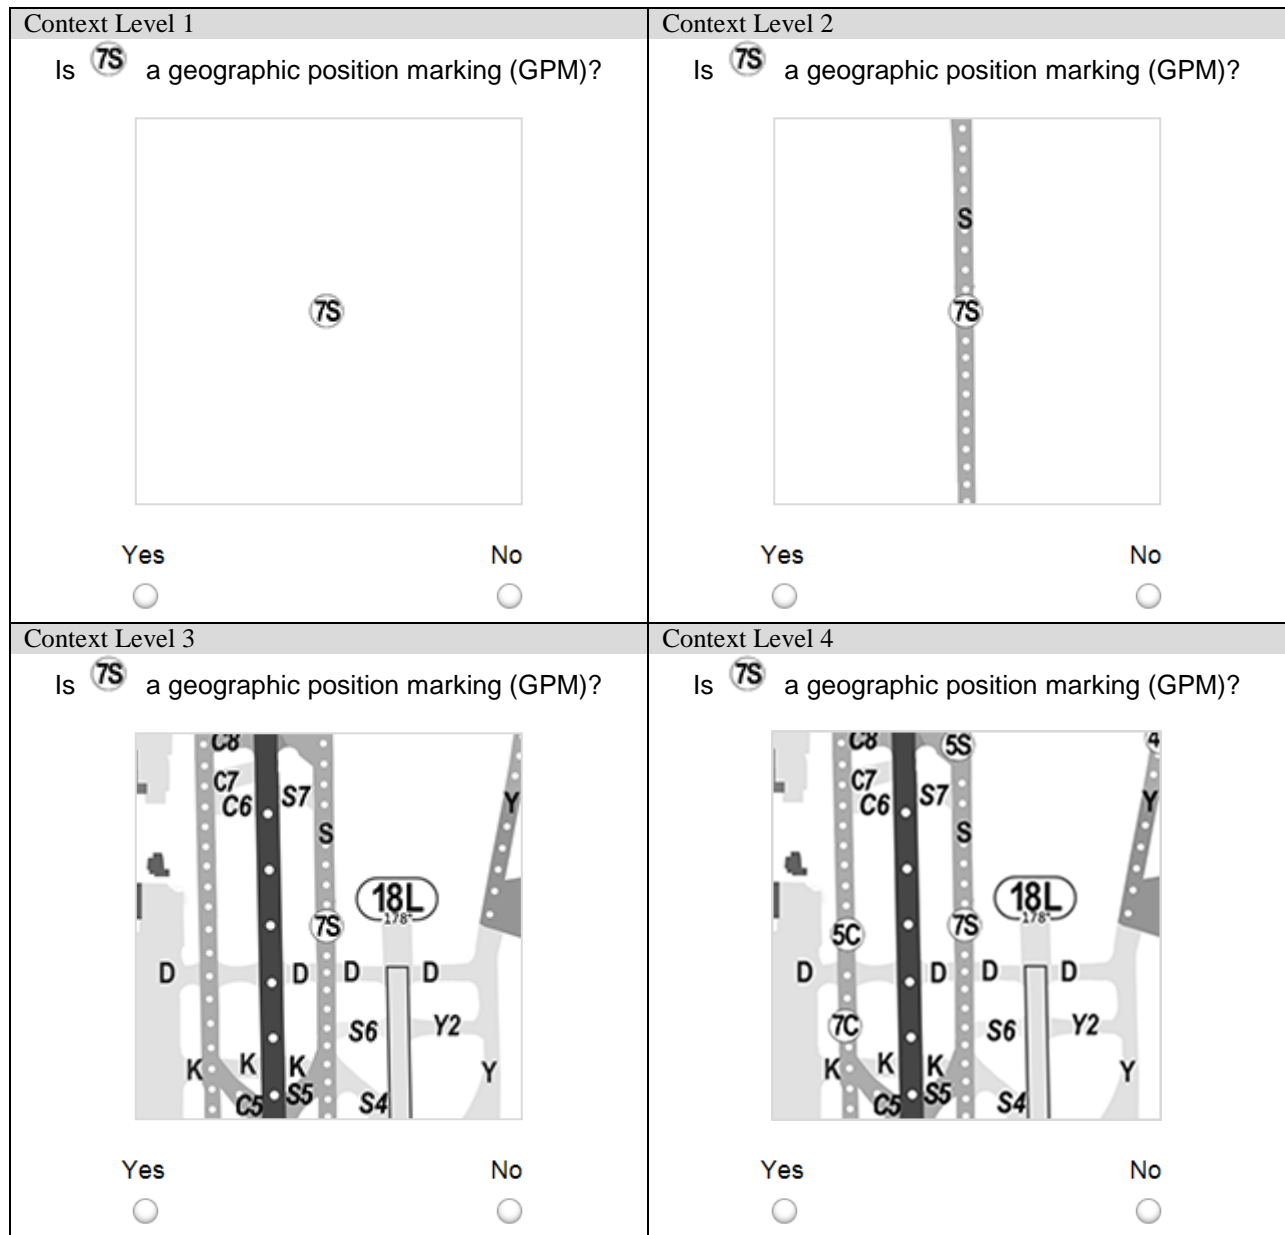 Context Level 1
Is 7S a geographic position marking (GPM)?
7S
Yes No
Context Level 2
Is 7S a geographic position marking (GPM)?
S
7S
Yes No
Context Level 3
Is 7S a geographic position marking (GPM)?
C8
C7
C6 S7 Y
S
18L
178°
7S
D D D D
S6 Y2
K K K Y
C5 S5 S4
Yes No
Context Level 4
Is 7S a geographic position marking (GPM)?
C8 5S 4
C7
C6 S7 Y
S
18L
178°
5C 7S
D D D D
7C S6 Y2
K K K Y
C5 S5 S4
Yes No